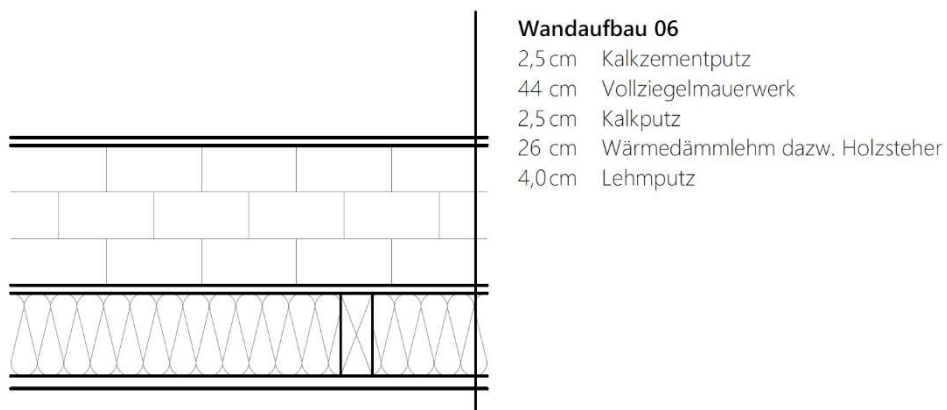 Wandaufbau 06
2,5 cm Kalkzementputz
44 cm Vollziegelmauerwerk
2,5 cm Kalkputz
26 cm Wärmedämmlehm dazw. Holzsteher
4,0 cm Lehmputz